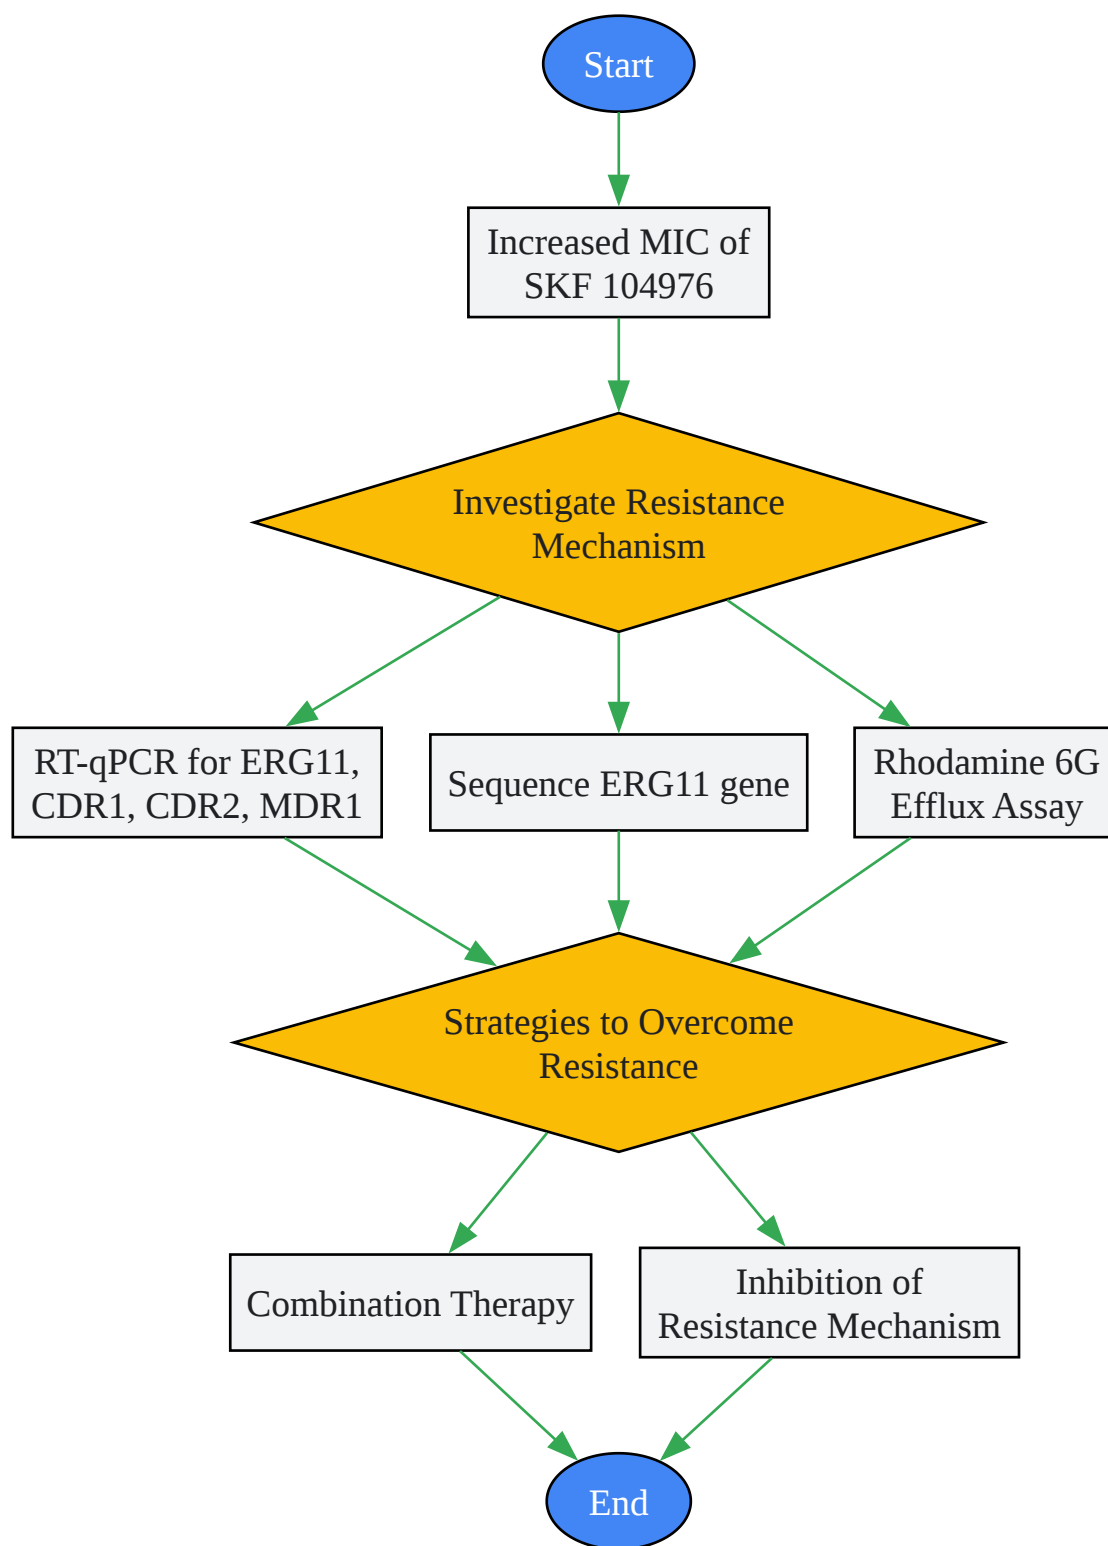 Start
Increased MIC of
SKF 104976
Investigate Resistance
Mechanism
RT-qPCR for ERG11,
CDR1, CDR2, MDR1
Sequence ERG11 gene
Rhodamine 6G
Efflux Assay
Strategies to Overcome
Resistance
Combination Therapy
Inhibition of
Resistance Mechanism
End